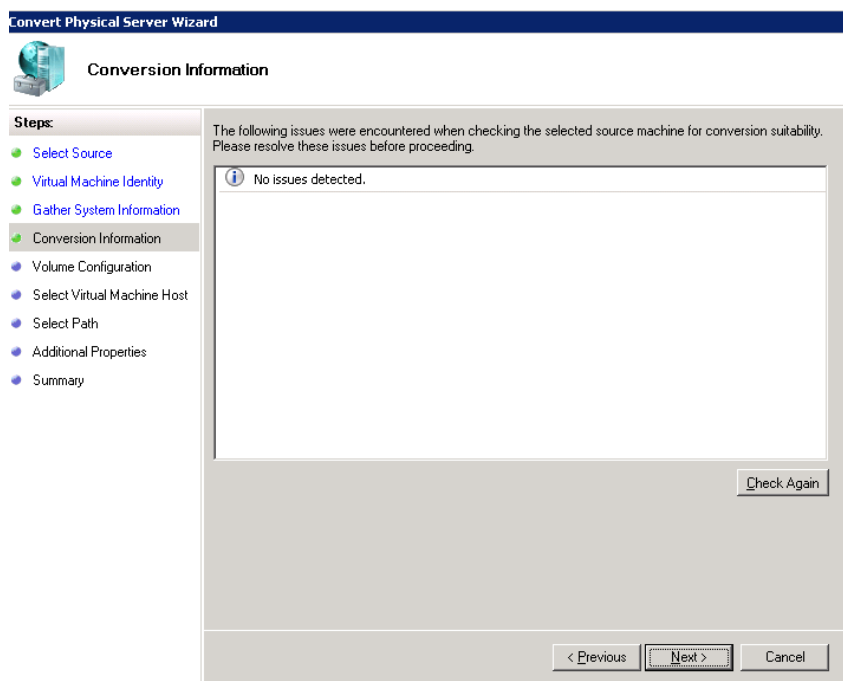 Convert Physical Server Wizard
Conversion Information
Steps:
Select Source
Virtual Machine Identity
Gather System Information
Conversion Information
Volume Configuration
Select Virtual Machine Host
Select Path
Additional Properties
Summary
The following issues were encountered when checking the selected source machine for conversion suitability.
Please resolve these issues before proceeding.
No issues detected.
Check Again
< Previous
Next >
Cancel